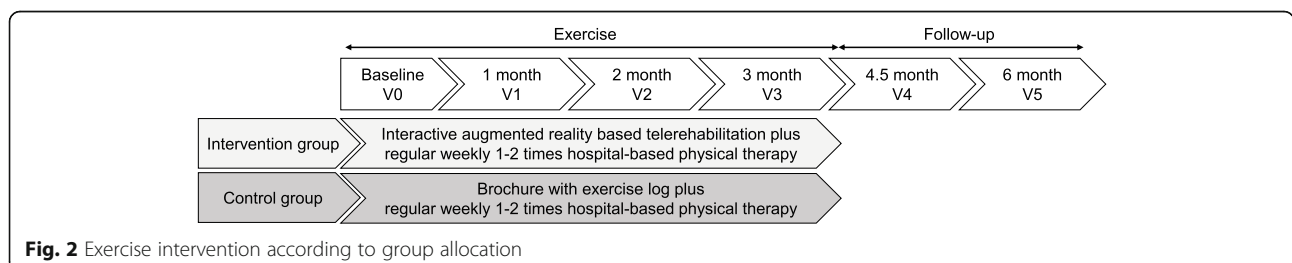 Exercise
Follow-up
Baseline
V0
1 month
V1
2 month
V2
3 month
V3
4.5 month
V4
6 month
V5
Intervention group
Interactive augmented reality based telerehabilitation plus
regular weekly 1-2 times hospital-based physical therapy
Control group
Brochure with exercise log plus
regular weekly 1-2 times hospital-based physical therapy
Fig. 2 Exercise intervention according to group allocation